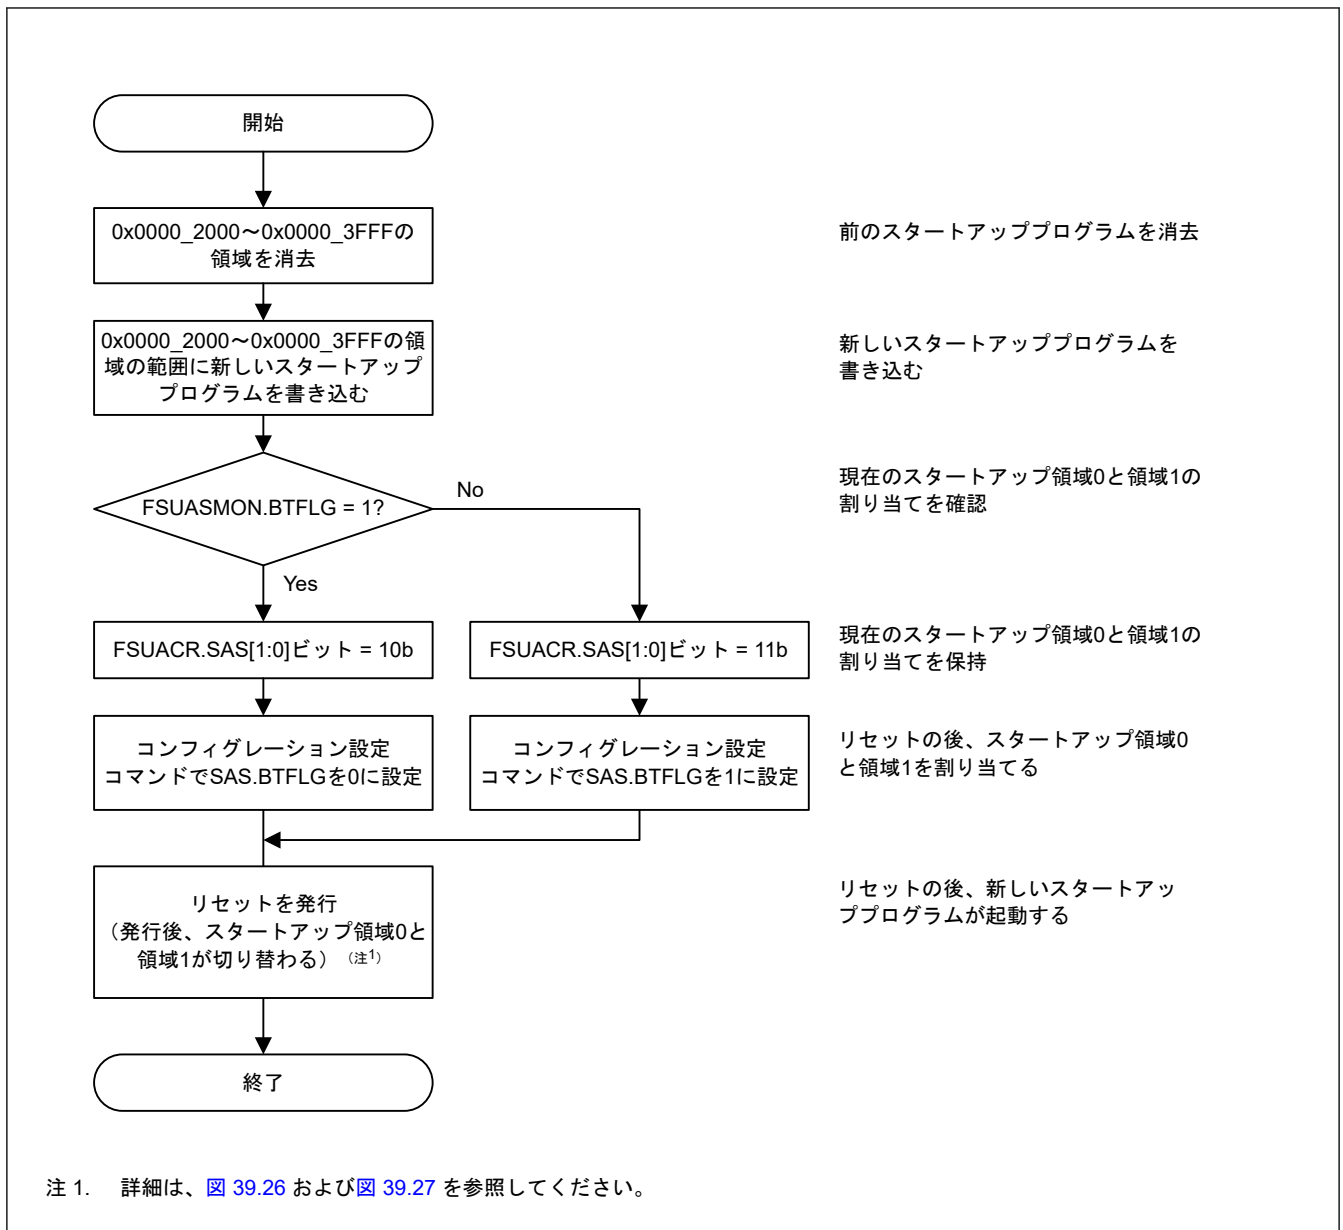 開始
0x0000_2000～0x0000_3FFFの
領域を消去
前のスタートアッププログラムを消去
0x0000_2000～0x0000_3FFFの領
域の範囲に新しいスタートアップ
プログラムを書き込む
新しいスタートアッププログラムを
書き込む
FSUASMON.BTFLG = 1?
No
Yes
現在のスタートアップ領域0と領域1の
割り当てを確認
FSUACR.SAS[1:0]ビット = 10b
FSUACR.SAS[1:0]ビット = 11b
現在のスタートアップ領域0と領域1の
割り当てを保持
コンフィグレーション設定
コマンドでSAS.BTFLGを0に設定
コンフィグレーション設定
コマンドでSAS.BTFLGを1に設定
リセットの後、スタートアップ領域0
と領域1を割り当てる
リセットを発行
（発行後、スタートアップ領域0と
領域1が切り替わる）（注1）
リセットの後、新しいスタートアッ
ププログラムが起動する
終了
注 1. 詳細は、図 39.26 および図 39.27 を参照してください。